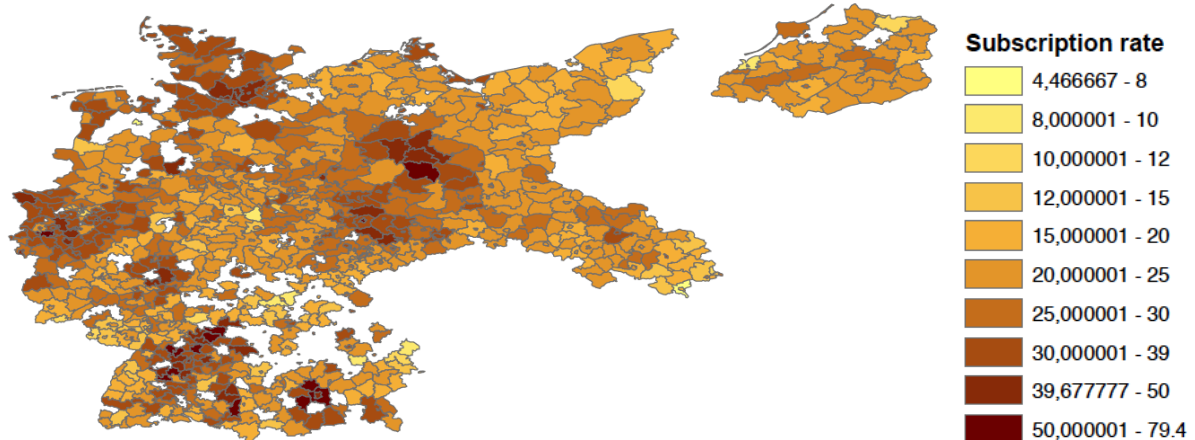 Subscription rate
4,466667 - 8
8,000001 - 10
10,000001 - 12
12,000001 - 15
15,000001 - 20
20,000001 - 25
25,000001 - 30
30,000001 - 39
39,677777 - 50
50,000001 - 79.4